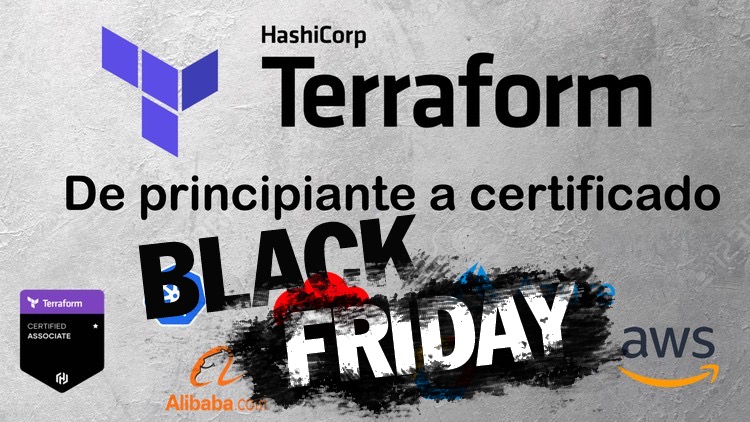 HashiCorp
Terraform
De principiante a certificado
BLACK
FRIDAY
Terraform
CERTIFIED
ASSOCIATE
Alibaba.com
aws